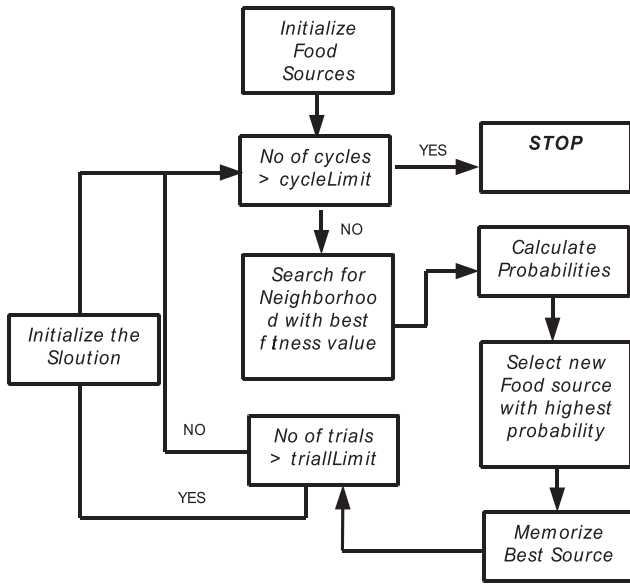 Initialize
Food
Sources
No of cycles
> cycleLimit
YES
STOP
NO
Search for
Neighborhoo
d with best
f tness value
Calculate
Probabilities
Initialize the
Sloution
Select new
Food source
with highest
probability
NO
No of trials
> triallLimit
YES
Memorize
Best Source